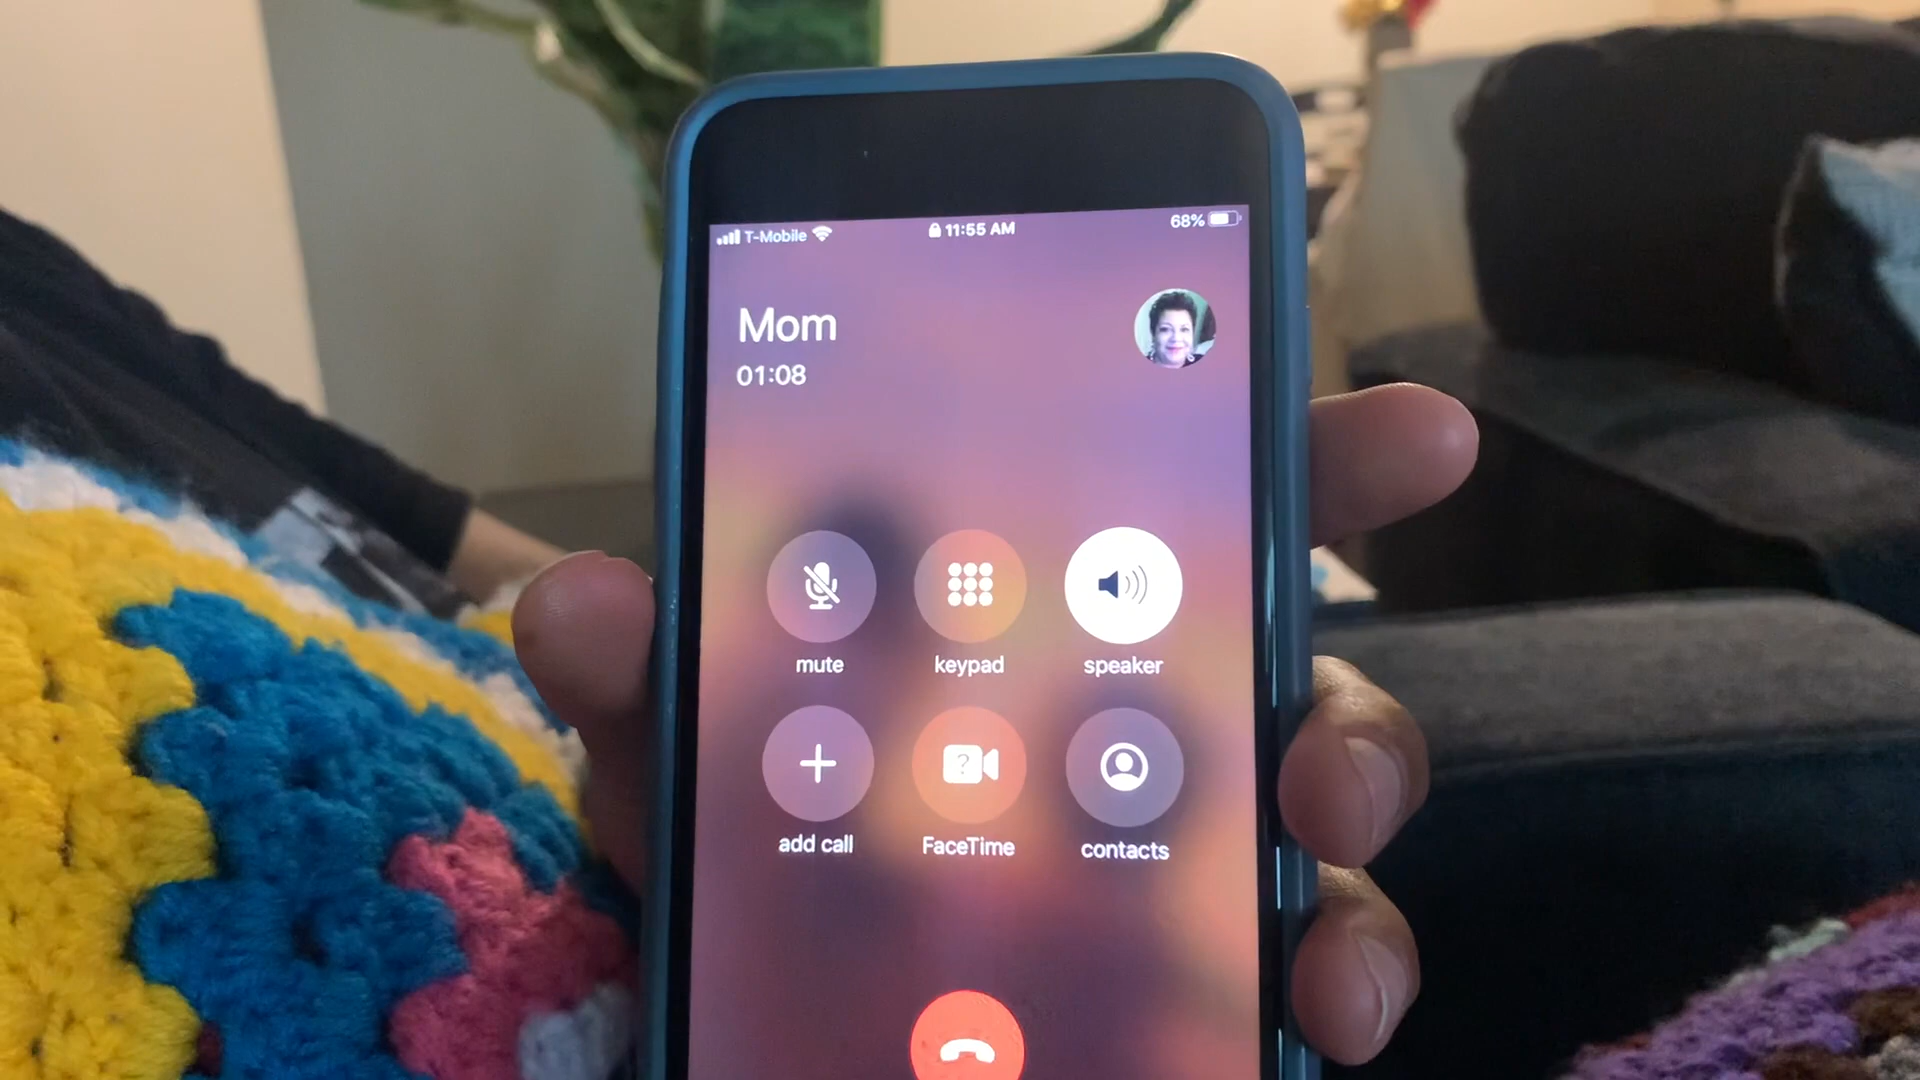 T-Mobile 11:55 AM 68%
Mom
01:08
mute keypad speaker
?
add call FaceTime contacts